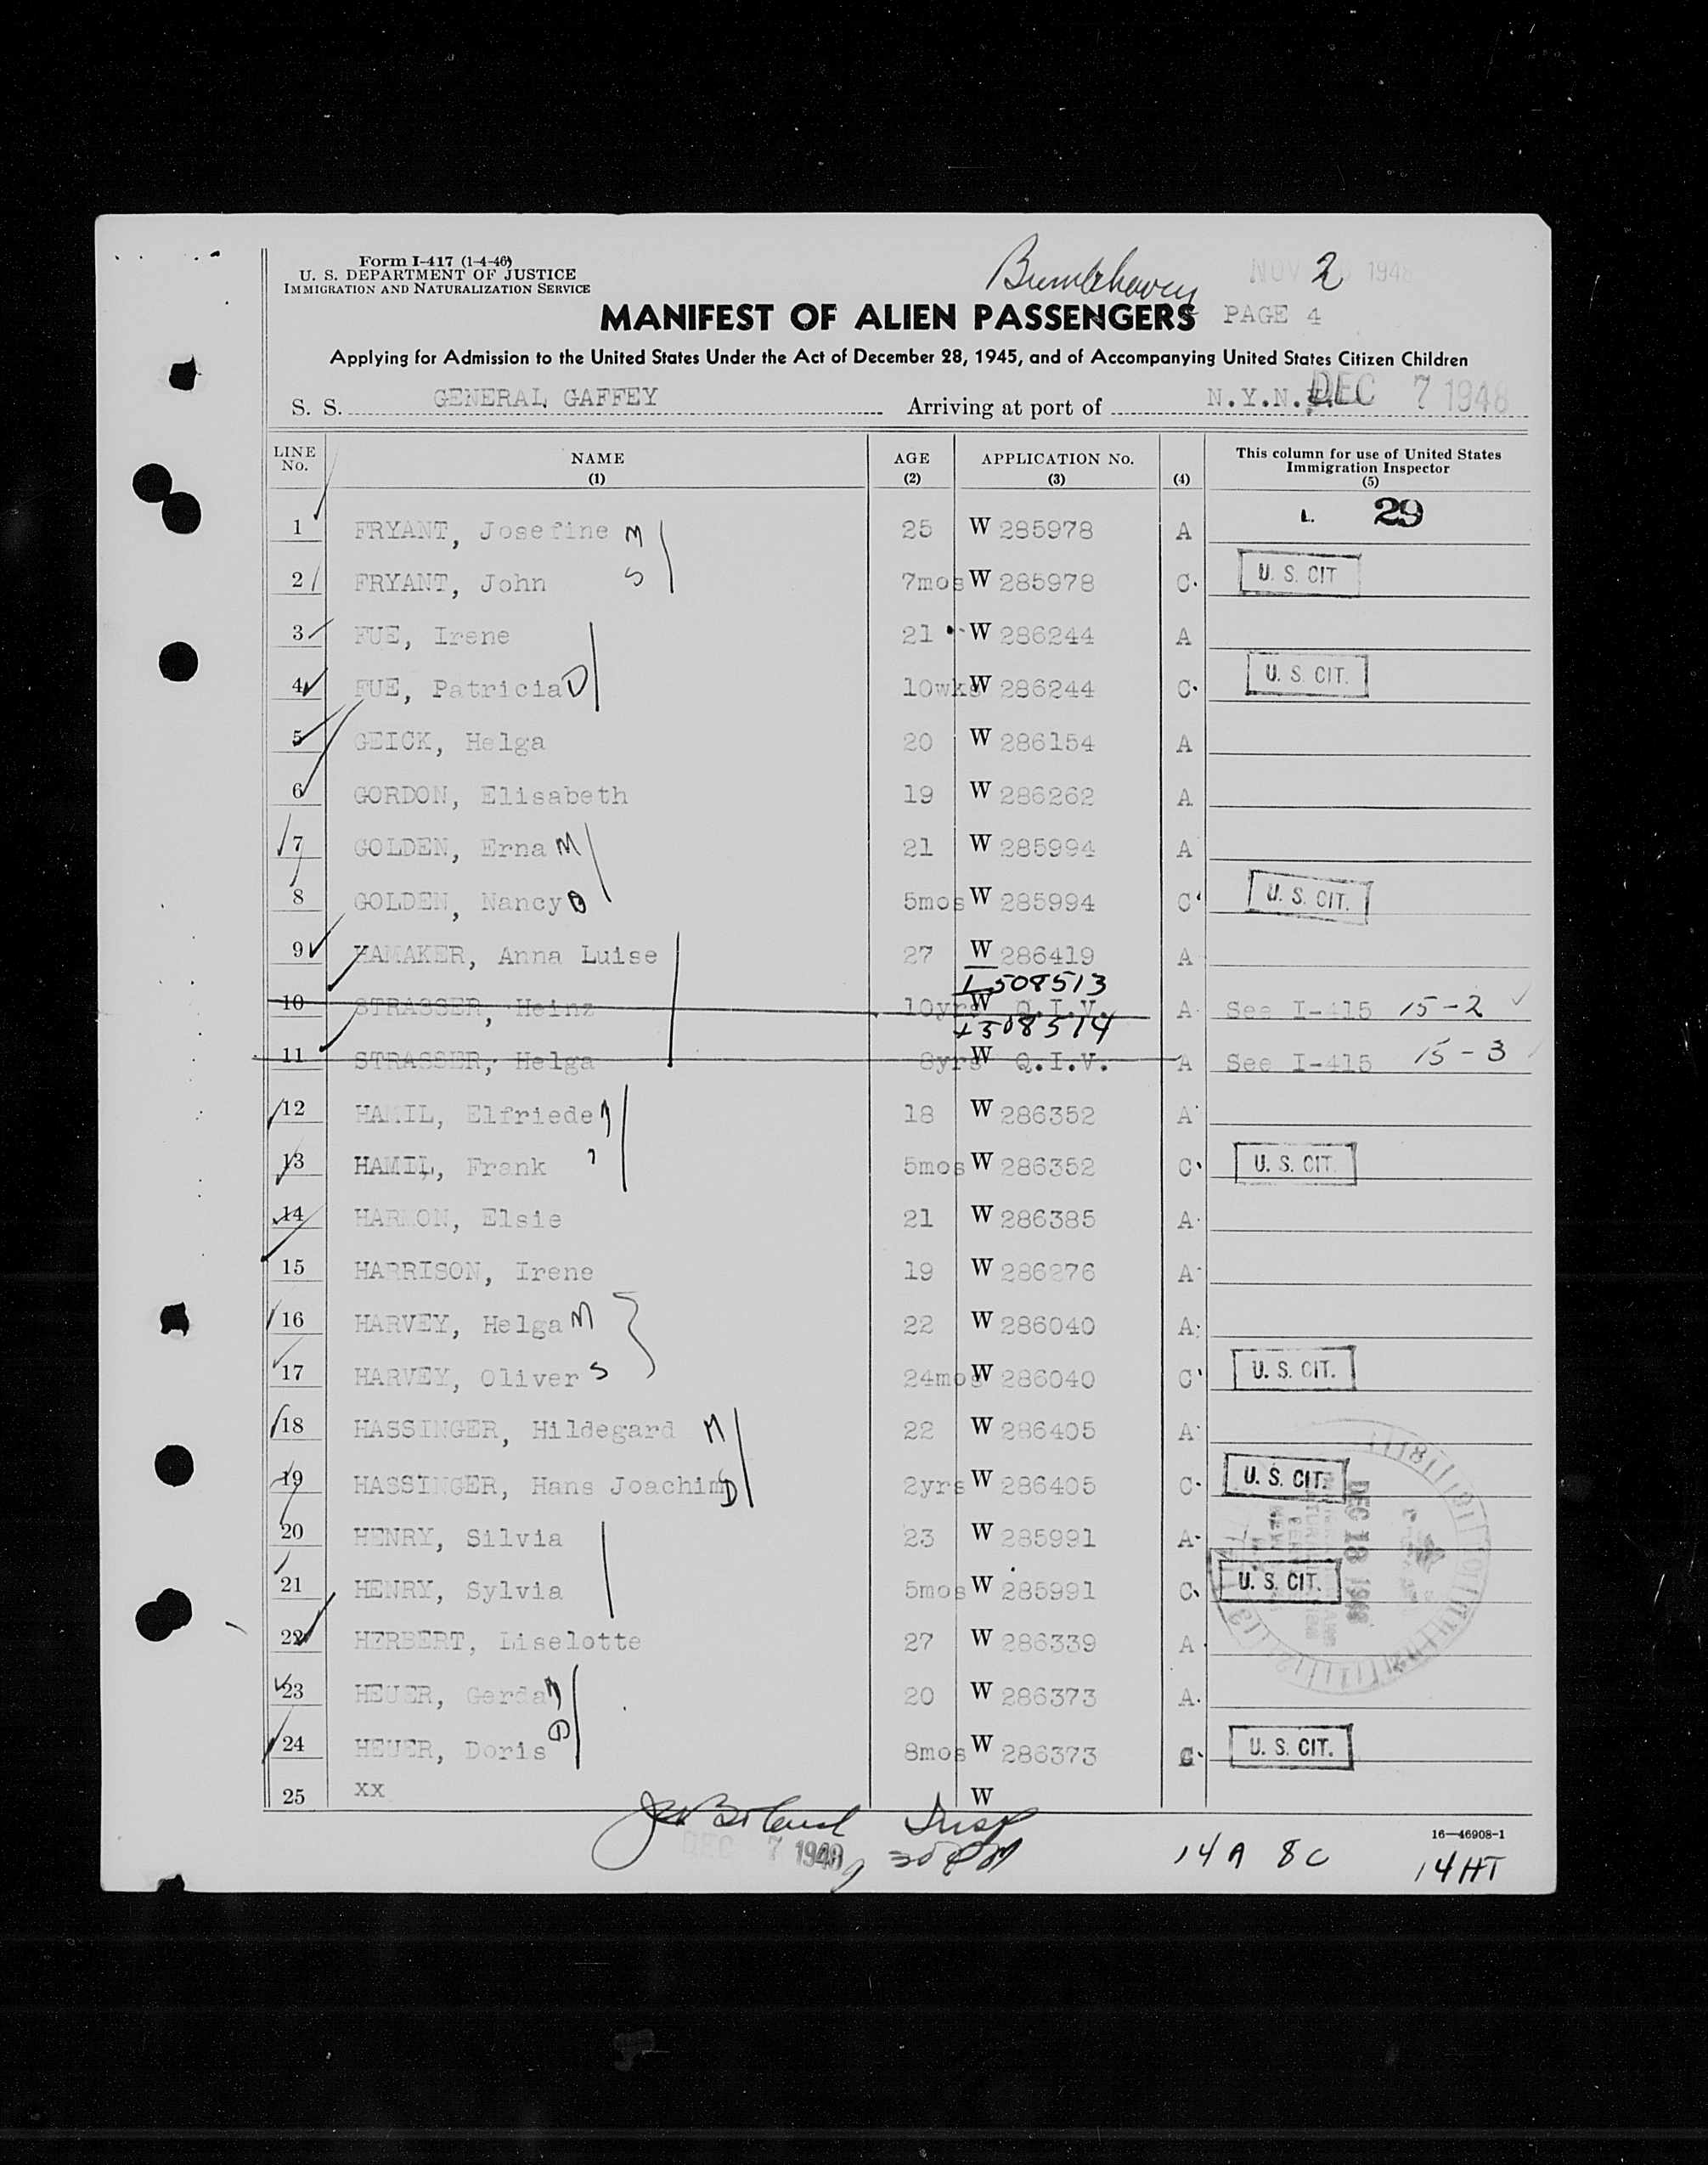 Form I-417 (1-4-46)
U. S. DEPARTMENT OF JUSTICE
IMMIGRATION AND NATURALIZATION SERVICE
NOV 2 1948
MANIFEST OF ALIEN PASSENGERS PAGE 4
Applying for Admission to the United States Under the Act of December 28, 1945, and of Accompanying United States Citizen Children
S. S. GENERAL GAFFEY Arriving at port of N.Y.N.Y. DEC 7 1948
LINE No. NAME (1) AGE (2) APPLICATION No. (3) (4) This column for use of United States Immigration Inspector (5)
L. 29
1 FRYANT, Josefine M 25 W 285978 A
2 FRYANT, John S 7mos W 285978 C. U. S. CIT
3 FUE, Irene 21 W 286244 A
4 FUE, Patricia D 10wks W 286244 C. U. S. CIT.
5 GEICK, Helga 20 W 286154 A
6 GORDON, Elisabeth 19 W 286262 A
7 GOLDEN, Erna M 21 W 285994 A
8 GOLDEN, Nancy D 5mos W 285994 C U. S. CIT.
9 HAMAKER, Anna Luise 27 W 286419 A
508513
10 STRASSER, Heinz 10yrs W Q.I.V. A See I-415 15-2
508514
11 STRASSER, Helga 8yrs W Q.I.V. A See I-415 15-3
12 HAMIL, Elfriede M 18 W 286352 A
13 HAMIL, Frank 5mos W 286352 C. U. S. CIT.
14 HARMON, Elsie 21 W 286385 A
15 HARRISON, Irene 19 W 286276 A
16 HARVEY, Helga M 22 W 286040 A
17 HARVEY, Oliver S 24mos W 286040 C U. S. CIT.
18 HASSINGER, Hildegard M 22 W 286405 A
19 HASSINGER, Hans Joachim D 2yrs W 286405 C. U. S. CIT.
20 HENRY, Silvia 23 W 285991 A
DEC 18 1948
21 HENRY, Sylvia 5mos W 285991 C. U. S. CIT.
22 HERBERT, Liselotte 27 W 286339 A
23 HEUER, Gerda M 20 W 286373 A.
24 HEUER, Doris D 8mos W 286373 C. U. S. CIT.
25 XX W
Insp
16—46908-1
DEC 7 1948
14A 8C 14HT